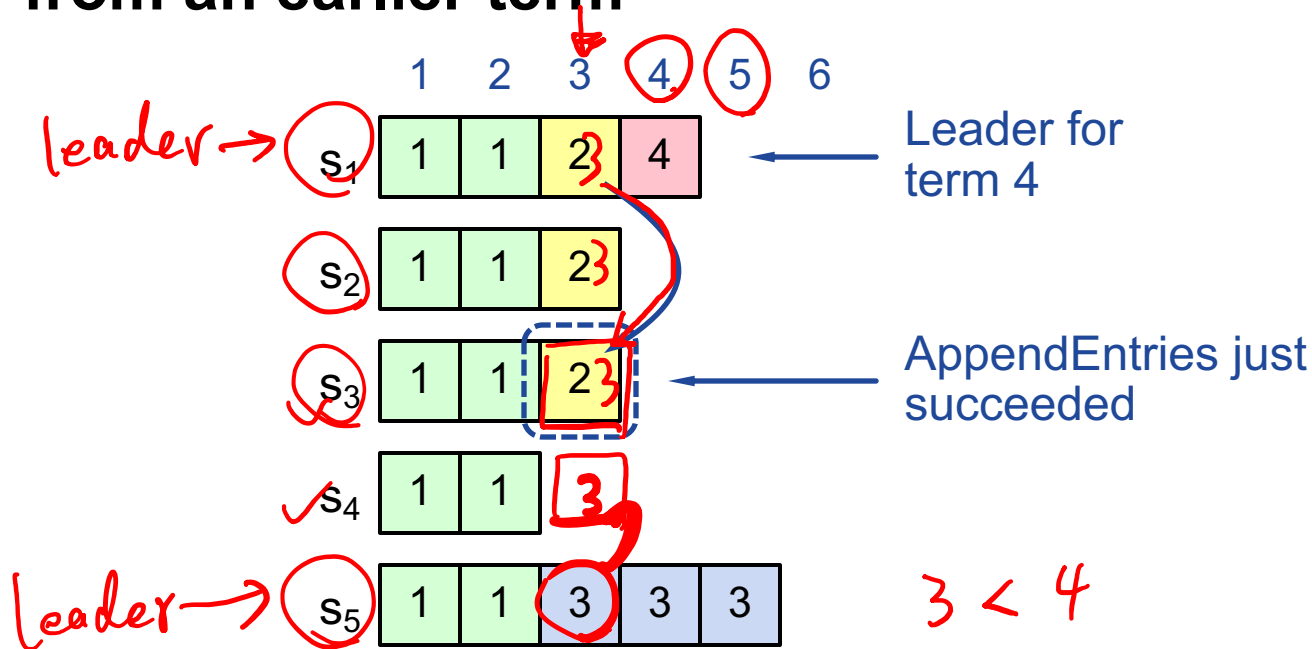 from an earlier term
1 2 3 4 5 6
leader → s1 1 1 2 3 4 Leader for
term 4
s2 1 1 2 3
s3 1 1 2 3 AppendEntries just
succeeded
s4 1 1 3
leader → s5 1 1 3 3 3 3 < 4